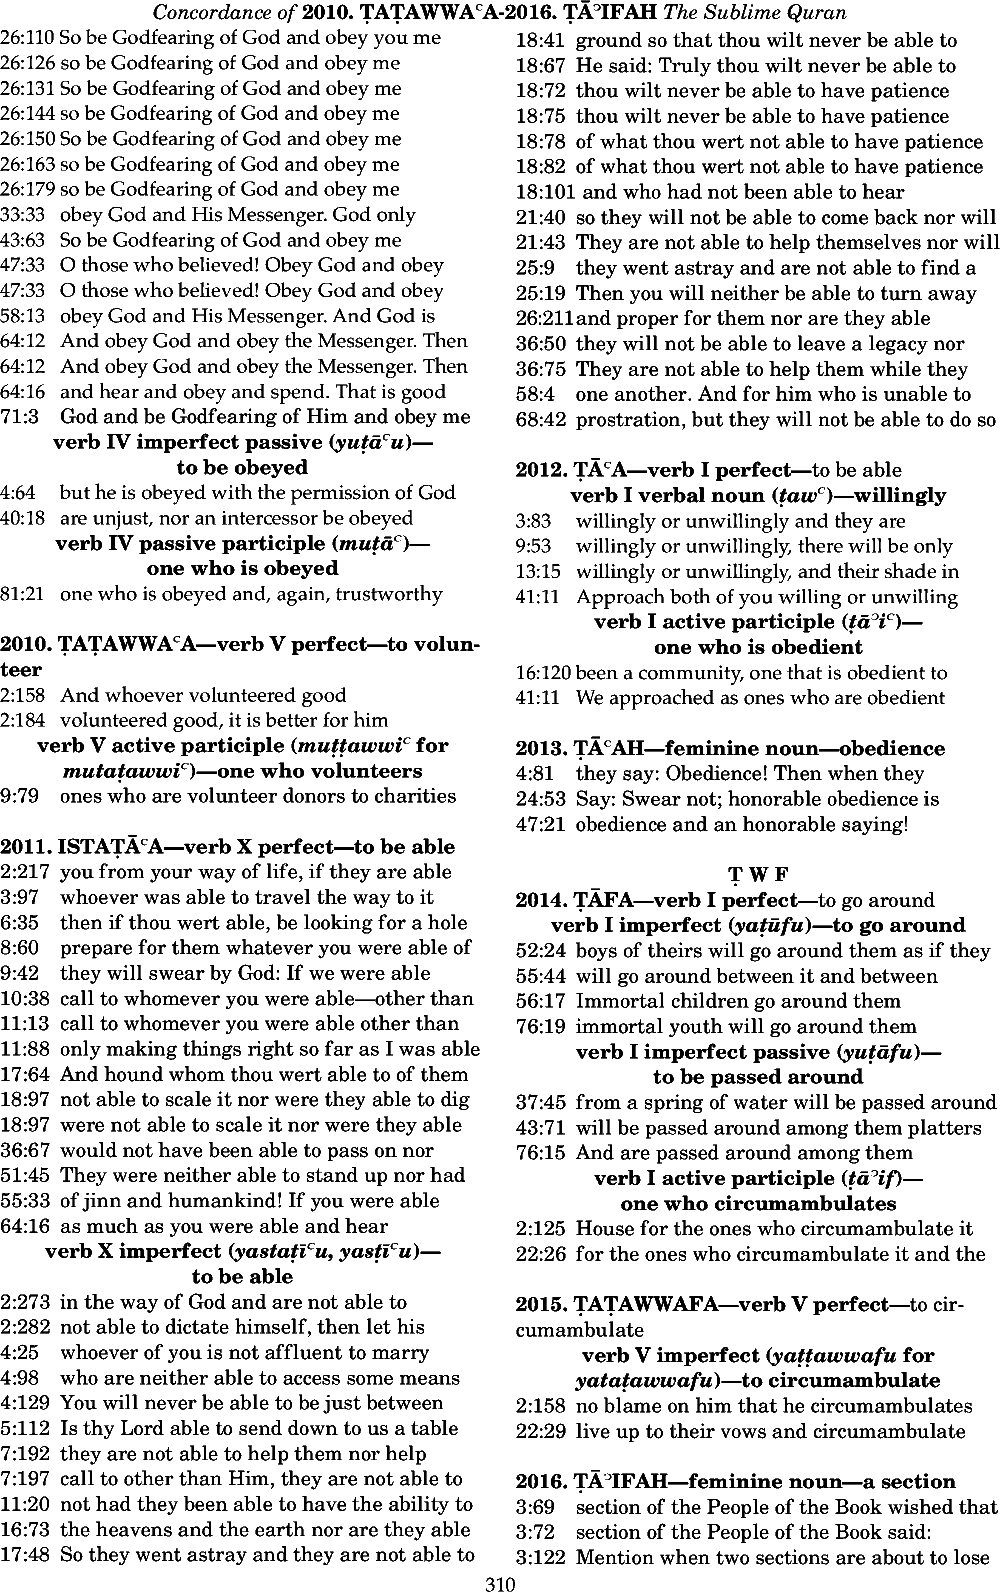 Concordance of 2010. ṬAṬAWWAᶜA-2016. ṬĀᵓIFAH The Sublime Quran
26:110 So be Godfearing of God and obey you me
26:126 so be Godfearing of God and obey me
26:131 So be Godfearing of God and obey me
26:144 so be Godfearing of God and obey me
26:150 So be Godfearing of God and obey me
26:163 so be Godfearing of God and obey me
26:179 so be Godfearing of God and obey me
33:33 obey God and His Messenger. God only
43:63 So be Godfearing of God and obey me
47:33 O those who believed! Obey God and obey
47:33 O those who believed! Obey God and obey
58:13 obey God and His Messenger. And God is
64:12 And obey God and obey the Messenger. Then
64:12 And obey God and obey the Messenger. Then
64:16 and hear and obey and spend. That is good
71:3 God and be Godfearing of Him and obey me
verb IV imperfect passive (yuṭāᶜu)—
to be obeyed
4:64 but he is obeyed with the permission of God
40:18 are unjust, nor an intercessor be obeyed
verb IV passive participle (muṭāᶜ)—
one who is obeyed
81:21 one who is obeyed and, again, trustworthy
2010. ṬAṬAWWAᶜA—verb V perfect—to volun-
teer
2:158 And whoever volunteered good
2:184 volunteered good, it is better for him
verb V active participle (muṭṭawwiᶜ for
mutaṭawwiᶜ)—one who volunteers
9:79 ones who are volunteer donors to charities
2011. ISTAṬĀᶜA—verb X perfect—to be able
2:217 you from your way of life, if they are able
3:97 whoever was able to travel the way to it
6:35 then if thou wert able, be looking for a hole
8:60 prepare for them whatever you were able of
9:42 they will swear by God: If we were able
10:38 call to whomever you were able—other than
11:13 call to whomever you were able other than
11:88 only making things right so far as I was able
17:64 And hound whom thou wert able to of them
18:97 not able to scale it nor were they able to dig
18:97 were not able to scale it nor were they able
36:67 would not have been able to pass on nor
51:45 They were neither able to stand up nor had
55:33 of jinn and humankind! If you were able
64:16 as much as you were able and hear
verb X imperfect (yastaṭīᶜu, yasṭīᶜu)—
to be able
2:273 in the way of God and are not able to
2:282 not able to dictate himself, then let his
4:25 whoever of you is not affluent to marry
4:98 who are neither able to access some means
4:129 You will never be able to be just between
5:112 Is thy Lord able to send down to us a table
7:192 they are not able to help them nor help
7:197 call to other than Him, they are not able to
11:20 not had they been able to have the ability to
16:73 the heavens and the earth nor are they able
17:48 So they went astray and they are not able to
18:41 ground so that thou wilt never be able to
18:67 He said: Truly thou wilt never be able to
18:72 thou wilt never be able to have patience
18:75 thou wilt never be able to have patience
18:78 of what thou wert not able to have patience
18:82 of what thou wert not able to have patience
18:101 and who had not been able to hear
21:40 so they will not be able to come back nor will
21:43 They are not able to help themselves nor will
25:9 they went astray and are not able to find a
25:19 Then you will neither be able to turn away
26:211and proper for them nor are they able
36:50 they will not be able to leave a legacy nor
36:75 They are not able to help them while they
58:4 one another. And for him who is unable to
68:42 prostration, but they will not be able to do so
2012. ṬĀᶜA—verb I perfect—to be able
verb I verbal noun (ṭawᶜ)—willingly
3:83 willingly or unwillingly and they are
9:53 willingly or unwillingly, there will be only
13:15 willingly or unwillingly, and their shade in
41:11 Approach both of you willing or unwilling
verb I active participle (ṭāᵓiᶜ)—
one who is obedient
16:120 been a community, one that is obedient to
41:11 We approached as ones who are obedient
2013. ṬĀᶜAH—feminine noun—obedience
4:81 they say: Obedience! Then when they
24:53 Say: Swear not; honorable obedience is
47:21 obedience and an honorable saying!
Ṭ W F
2014. ṬĀFA—verb I perfect—to go around
verb I imperfect (yaṭūfu)—to go around
52:24 boys of theirs will go around them as if they
55:44 will go around between it and between
56:17 Immortal children go around them
76:19 immortal youth will go around them
verb I imperfect passive (yuṭāfu)—
to be passed around
37:45 from a spring of water will be passed around
43:71 will be passed around among them platters
76:15 And are passed around among them
verb I active participle (ṭāᵓif)—
one who circumambulates
2:125 House for the ones who circumambulate it
22:26 for the ones who circumambulate it and the
2015. ṬAṬAWWAFA—verb V perfect—to cir-
cumambulate
verb V imperfect (yaṭṭawwafu for
yataṭawwafu)—to circumambulate
2:158 no blame on him that he circumambulates
22:29 live up to their vows and circumambulate
2016. ṬĀᵓIFAH—feminine noun—a section
3:69 section of the People of the Book wished that
3:72 section of the People of the Book said:
3:122 Mention when two sections are about to lose
310